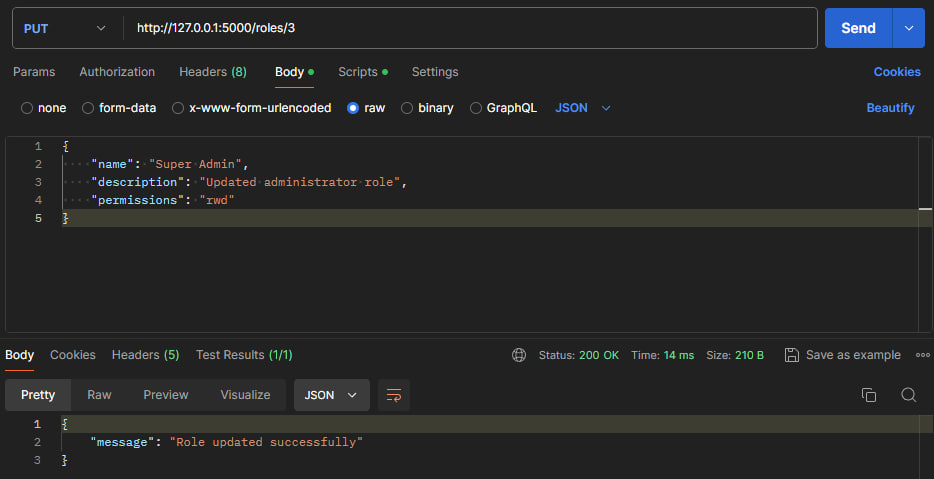 PUT http://127.0.0.1:5000/roles/3 Send
Params Authorization Headers (8) Body Scripts Settings Cookies
none form-data x-www-form-urlencoded raw binary GraphQL JSON Beautify
1 {
2 "name": "Super Admin",
3 "description": "Updated administrator role",
4 "permissions": "rwd"
5 }
Body Cookies Headers (5) Test Results (1/1) Status: 200 OK Time: 14 ms Size: 210 B Save as example
Pretty Raw Preview Visualize JSON
1 {
2 "message": "Role updated successfully"
3 }